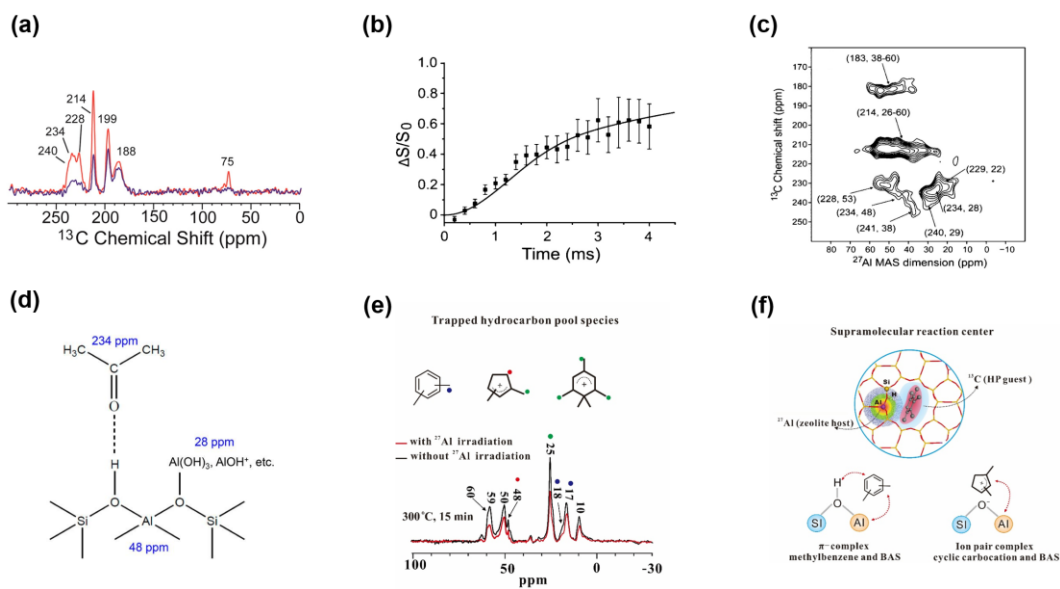 (a)
214
228
234
240
199
188
75
250 200 150 100 50 0
13C Chemical Shift (ppm)
(b)
ΔS/S0
0.8
0.6
0.4
0.2
0
0 1 2 3 4
Time (ms)
(c)
13C Chemical shift (ppm)
170
180
190
200
210
220
230
240
250
(183, 38-60)
(214, 26-60)
(229, 22)
(228, 53)
(234, 48)
(234, 28)
(241, 38)
(240, 29)
80 70 60 50 40 30 20 10 0 −10
27Al MAS dimension (ppm)
(d)
234 ppm
H3C CH3
C
O
H
28 ppm
Al(OH)3, AlOH+, etc.
O O
Si Al Si
48 ppm
(e)
Trapped hydrocarbon pool species
+ +
with 27Al irradiation
without 27Al irradiation
300°C, 15 min
60
59
50
48
25
18
17
10
100 50 0 -30
ppm
(f)
Supramolecular reaction center
Si
H
Al
13C (HP guest)
27Al (zeolite host)
H
O
SI Al
π−complex
methylbenzene and BAS
+
O
SI Al
Ion pair complex
cyclic carbocation and BAS